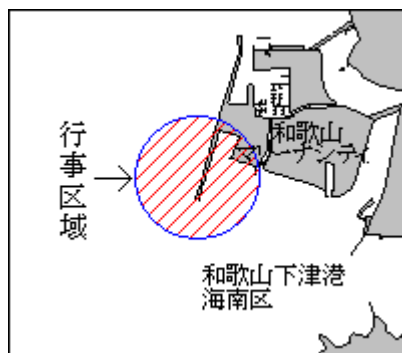 行事区域
和歌山
マリーナシティ
和歌山下津港
海南区